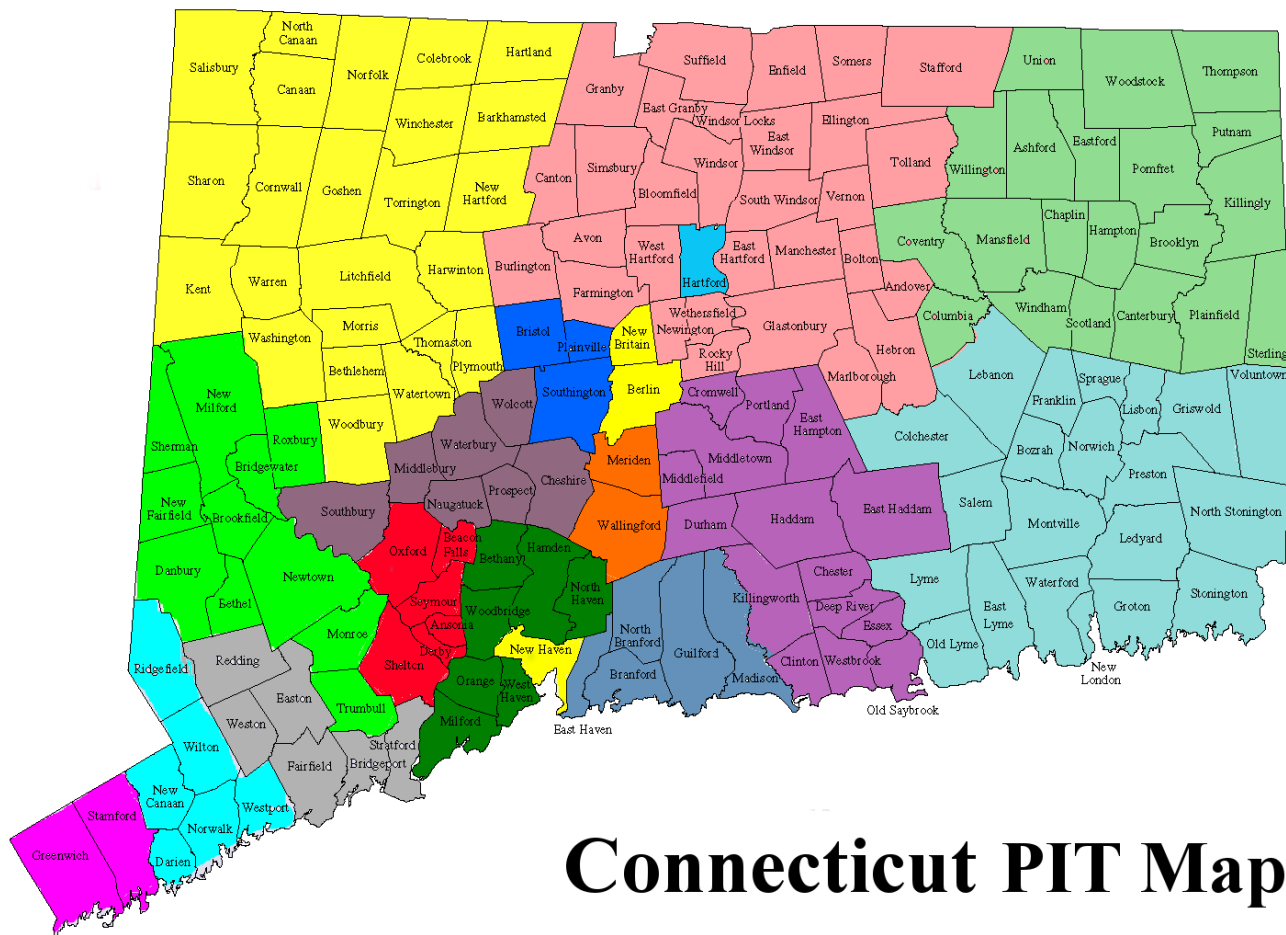 North
Canaan
Salisbury
Canaan
Norfolk
Colebrook
Hartland
Winchester
Barkhamsted
Sharon
Cornwall
Goshen
Torrington
New
Hartford
Kent
Warren
Litchfield
Harwinton
Washington
Morris
Bethlehem
Thomaston
Plymouth
Watertown
Woodbury
Granby
Suffield
East Granby
Windsor Locks
Enfield
Somers
Stafford
Ellington
East
Windsor
Canton
Simsbury
Bloomfield
Windsor
Tolland
South Windsor
Vernon
Avon
Burlington
Farmington
West
Hartford
Hartford
East
Hartford
Manchester
Bolton
Andover
Wethersfield
Newington
Rocky
Hill
Glastonbury
Hebron
Marlborough
Union
Woodstock
Thompson
Putnam
Willington
Ashford
Eastford
Pomfret
Killingly
Coventry
Mansfield
Chaplin
Hampton
Brooklyn
Columbia
Windham
Scotland
Canterbury
Plainfield
Sterling
Bristol
Plainville
Southington
New
Britain
Berlin
Wolcott
Waterbury
Middlebury
Southbury
Naugatuck
Prospect
Cheshire
Meriden
Wallingford
Cromwell
Portland
East
Hampton
Middletown
Middlefield
Durham
Haddam
East Haddam
Killingworth
Chester
Deep River
Essex
Clinton
Westbrook
Old Saybrook
Lebanon
Colchester
Franklin
Sprague
Lisbon
Griswold
Voluntown
Bozrah
Norwich
Preston
Salem
Montville
Ledyard
North Stonington
Lyme
Old Lyme
East
Lyme
Waterford
New
London
Groton
Stonington
New
Milford
Sherman
Roxbury
Bridgewater
New
Fairfield
Brookfield
Danbury
Bethel
Newtown
Monroe
Trumbull
Oxford
Beacon
Fills
Seymour
Ansonia
Derby
Shelton
Bethany
Hamden
North
Haven
Woodbridge
Orange
West
Haven
Milford
New Haven
East Haven
North
Branford
Branford
Guilford
Madison
Ridgefield
Redding
Easton
Weston
Wilton
Fairfield
Bridgeport
Stratford
New
Canaan
Norwalk
Westport
Darien
Stamford
Greenwich
Connecticut PIT Map